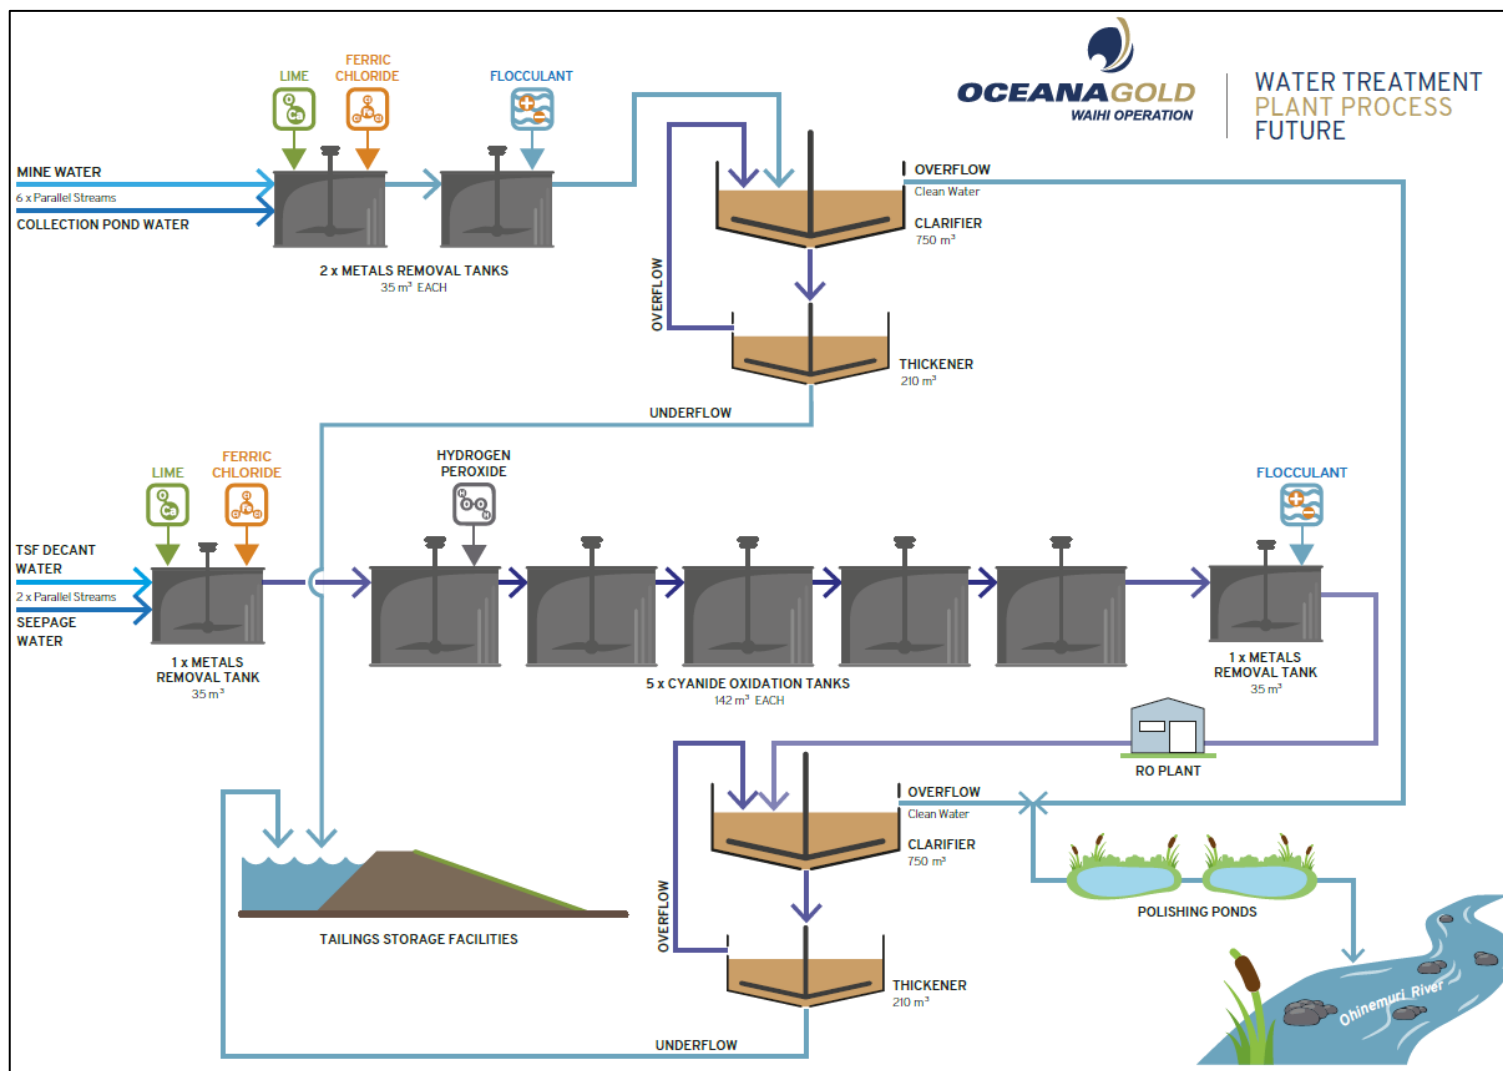 OCEANAGOLD
WAIHI OPERATION
WATER TREATMENT
PLANT PROCESS
FUTURE
LIME
FERRIC
CHLORIDE
FLOCCULANT
MINE WATER
6 x Parallel Streams
COLLECTION POND WATER
2 x METALS REMOVAL TANKS
35 m³ EACH
OVERFLOW
OVERFLOW
Clean Water
CLARIFIER
750 m³
THICKENER
210 m³
UNDERFLOW
LIME
FERRIC
CHLORIDE
HYDROGEN
PEROXIDE
FLOCCULANT
TSF DECANT
WATER
2 x Parallel Streams
SEEPAGE
WATER
1 x METALS
REMOVAL TANK
35 m³
5 x CYANIDE OXIDATION TANKS
142 m³ EACH
1 x METALS
REMOVAL TANK
35 m³
RO PLANT
OVERFLOW
OVERFLOW
Clean Water
CLARIFIER
750 m³
POLISHING PONDS
TAILINGS STORAGE FACILITIES
THICKENER
210 m³
UNDERFLOW
Ohinemuri River